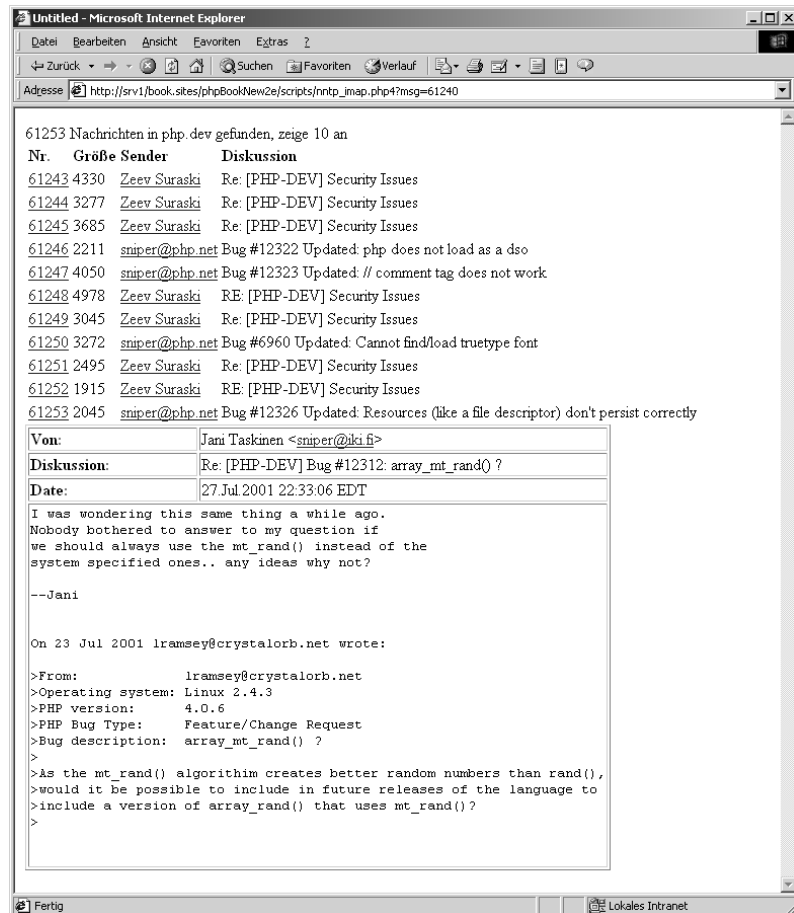 Untitled - Microsoft Internet Explorer
Datei Bearbeiten Ansicht Favoriten Extras ?
Zurück Suchen Favoriten Verlauf
Adresse http://srv1/book.sites/phpBookNew2e/scripts/nntp_imap.php4?msg=61240
61253 Nachrichten in php.dev gefunden, zeige 10 an
Nr. Größe Sender Diskussion
61243 4330 Zeev Suraski Re: [PHP-DEV] Security Issues
61244 3277 Zeev Suraski Re: [PHP-DEV] Security Issues
61245 3685 Zeev Suraski Re: [PHP-DEV] Security Issues
61246 2211 sniper@php.net Bug #12322 Updated: php does not load as a dso
61247 4050 sniper@php.net Bug #12323 Updated: // comment tag does not work
61248 4978 Zeev Suraski RE: [PHP-DEV] Security Issues
61249 3045 Zeev Suraski Re: [PHP-DEV] Security Issues
61250 3272 sniper@php.net Bug #6960 Updated: Cannot find/load truetype font
61251 2495 Zeev Suraski Re: [PHP-DEV] Security Issues
61252 1915 Zeev Suraski RE: [PHP-DEV] Security Issues
61253 2045 sniper@php.net Bug #12326 Updated: Resources (like a file descriptor) don't persist correctly
Von: Jani Taskinen <sniper@iki.fi>
Diskussion: Re: [PHP-DEV] Bug #12312: array_mt_rand() ?
Date: 27.Jul.2001 22:33:06 EDT
I was wondering this same thing a while ago.
Nobody bothered to answer to my question if
we should always use the mt_rand() instead of the
system specified ones.. any ideas why not?
--Jani
On 23 Jul 2001 lramsey@crystalorb.net wrote:
>From: lramsey@crystalorb.net
>Operating system: Linux 2.4.3
>PHP version: 4.0.6
>PHP Bug Type: Feature/Change Request
>Bug description: array_mt_rand() ?
>
>As the mt_rand() algorithim creates better random numbers than rand(),
>would it be possible to include in future releases of the language to
>include a version of array_rand() that uses mt_rand()?
>
Fertig Lokales Intranet